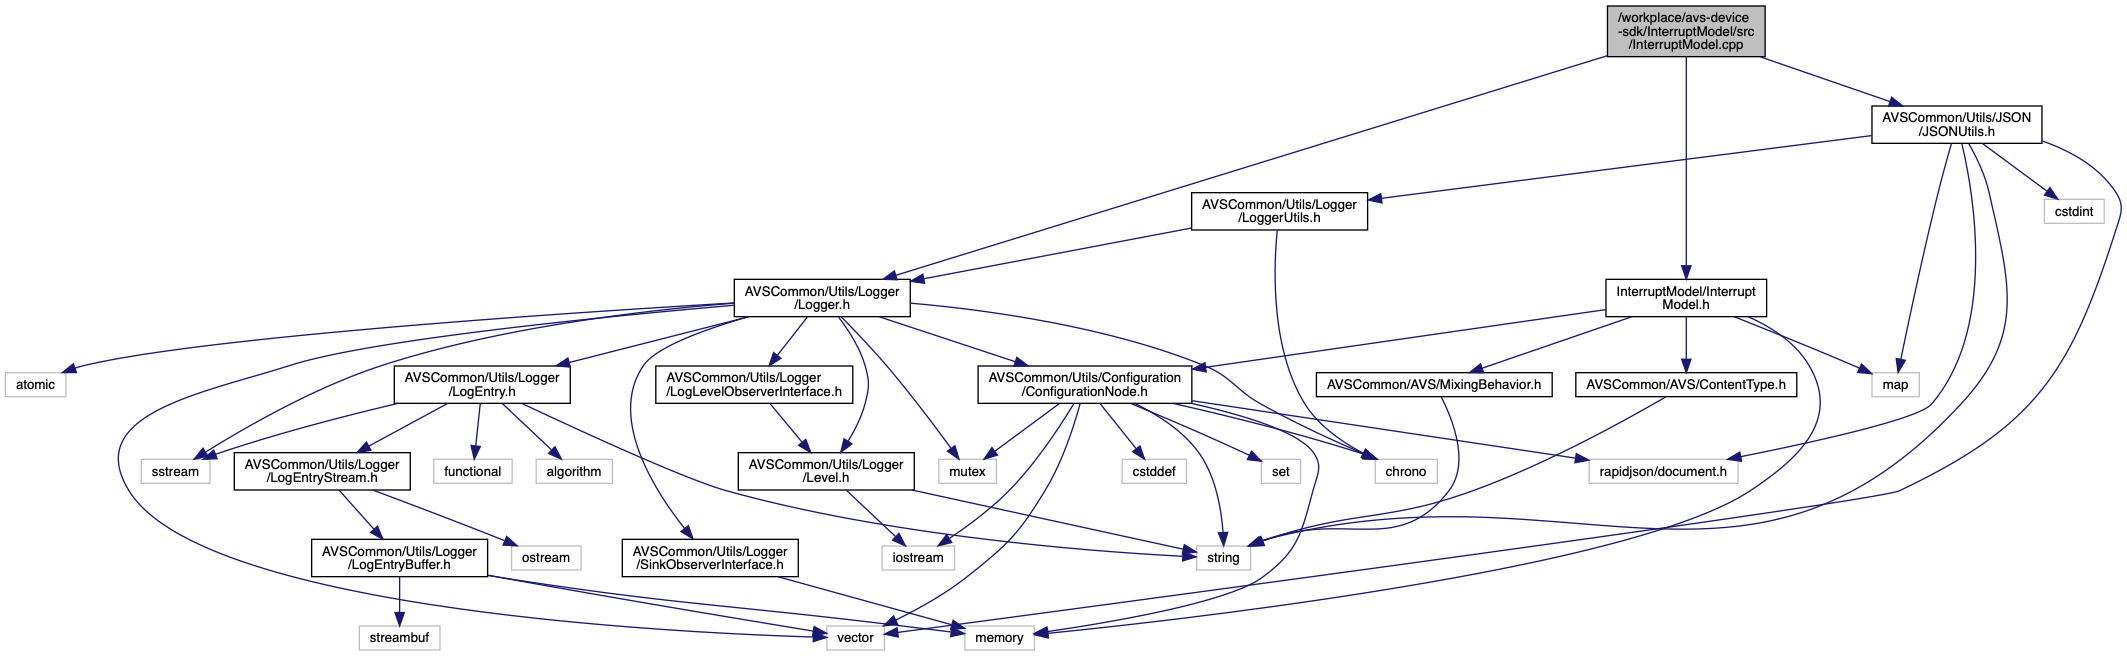 /workplace/avs-device
-sdk/InterruptModel/src
/InterruptModel.cpp
AVSCommon/Utils/JSON
/JSONUtils.h
AVSCommon/Utils/Logger
/LoggerUtils.h
cstdint
AVSCommon/Utils/Logger
/Logger.h
InterruptModel/Interrupt
Model.h
atomic
AVSCommon/Utils/Logger
/LogEntry.h
AVSCommon/Utils/Logger
/LogLevelObserverInterface.h
AVSCommon/Utils/Configuration
/ConfigurationNode.h
AVSCommon/AVS/MixingBehavior.h
AVSCommon/AVS/ContentType.h
map
sstream
AVSCommon/Utils/Logger
/LogEntryStream.h
functional
algorithm
AVSCommon/Utils/Logger
/Level.h
mutex
cstddef
set
chrono
rapidjson/document.h
AVSCommon/Utils/Logger
/LogEntryBuffer.h
ostream
AVSCommon/Utils/Logger
/SinkObserverInterface.h
iostream
string
streambuf
vector
memory